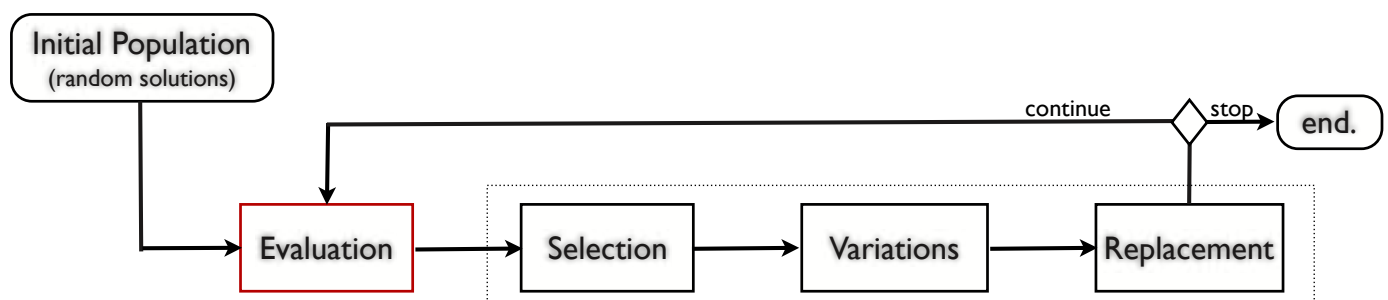 Initial Population
(random solutions)
continue
stop
end.
Evaluation
Selection
Variations
Replacement